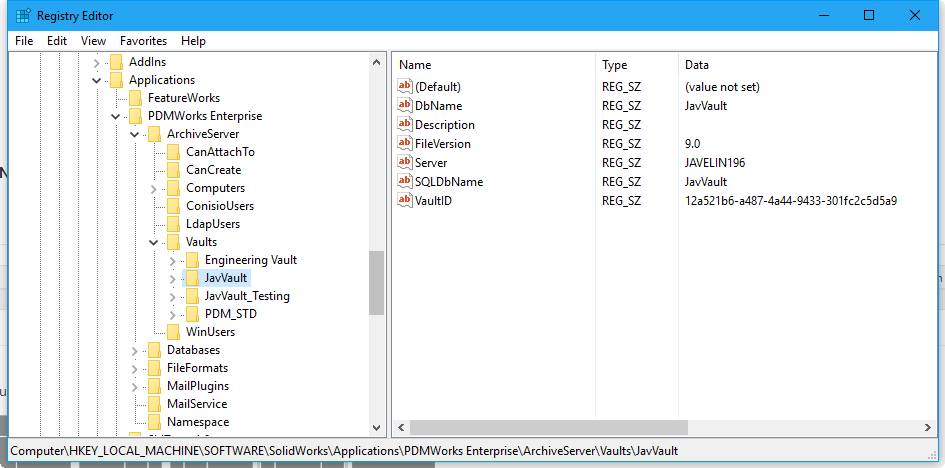 Registry Editor
File Edit View Favorites Help
AddIns
Applications
FeatureWorks
PDMWorks Enterprise
ArchiveServer
CanAttachTo
CanCreate
Computers
ConisioUsers
LdapUsers
Vaults
Engineering Vault
JavVault
JavVault_Testing
PDM_STD
WinUsers
Databases
FileFormats
MailPlugins
MailService
Namespace
Name Type Data
(Default) REG_SZ (value not set)
DbName REG_SZ JavVault
Description REG_SZ
FileVersion REG_SZ 9.0
Server REG_SZ JAVELIN196
SQLDbName REG_SZ JavVault
VaultID REG_SZ 12a521b6-a487-4a44-9433-301fc2c5d5a9
Computer\HKEY_LOCAL_MACHINE\SOFTWARE\SolidWorks\Applications\PDMWorks Enterprise\ArchiveServer\Vaults\JavVault